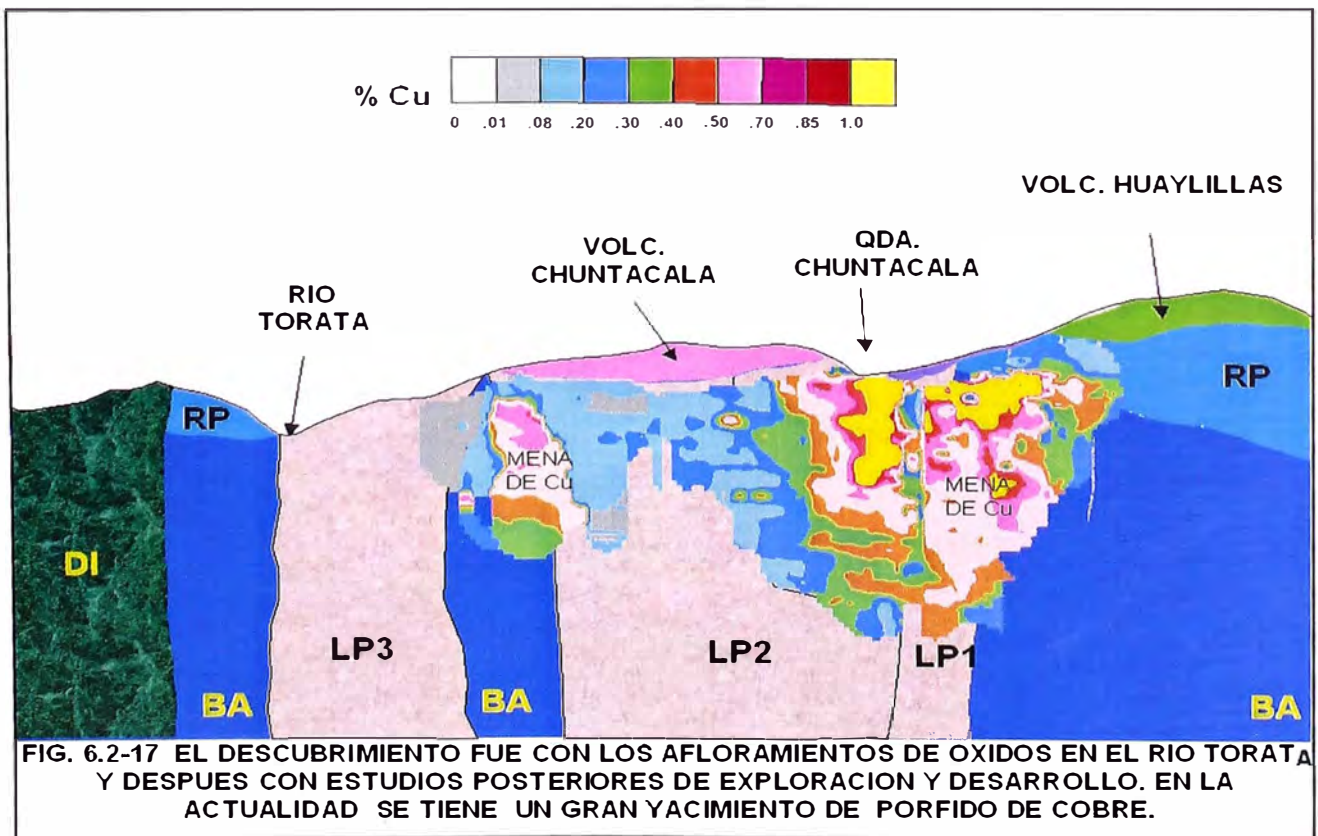 % Cu
0 .01 .08 .20 .30 .40 .50 .70 .85 1.0
VOLC. HUAYLILLAS
VOLC.
CHUNTACALA
QDA.
CHUNTACALA
RIO
TORATA
RP
RP
MENA
DE Cu
MENA
DE Cu
DI
LP3
LP2
LP1
BA
BA
BA
FIG. 6.2-17 EL DESCUBRIMIENTO FUE CON LOS AFLORAMIENTOS DE OXIDOS EN EL RIO TORATA
Y DESPUES CON ESTUDIOS POSTERIORES DE EXPLORACION Y DESARROLLO. EN LA
ACTUALIDAD SE TIENE UN GRAN YACIMIENTO DE PORFIDO DE COBRE.